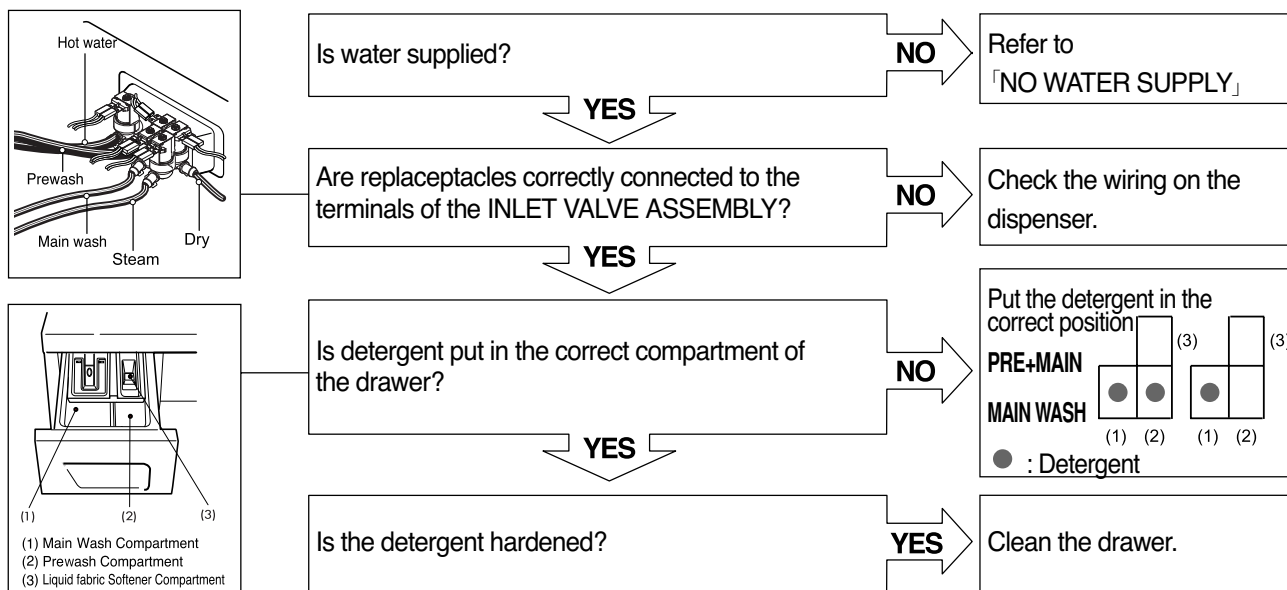 Hot water
Prewash
Main wash
Steam
Dry
Is water supplied?
NO
Refer to
「NO WATER SUPPLY」
YES
Are replaceptacles correctly connected to the
terminals of the INLET VALVE ASSEMBLY?
NO
Check the wiring on the
dispenser.
YES
(1) (2) (3)
(1) Main Wash Compartment
(2) Prewash Compartment
(3) Liquid fabric Softener Compartment
Is detergent put in the correct compartment of
the drawer?
NO
Put the detergent in the
correct position
(3) (3)
PRE+MAIN
MAIN WASH
(1) (2) (1) (2)
: Detergent
YES
Is the detergent hardened?
YES
Clean the drawer.